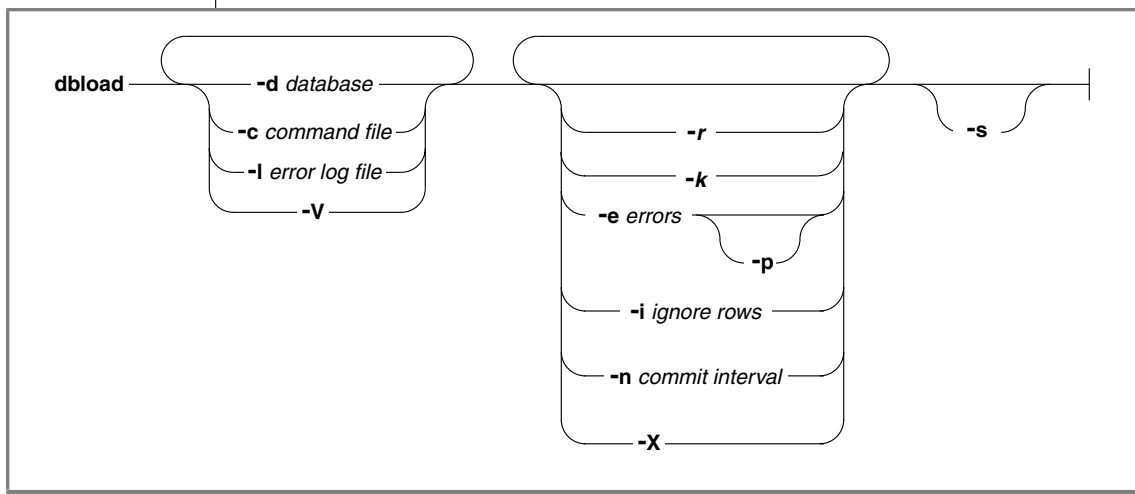 dbload
-d database
-c command file
-l error log file
-V
-r
-k
-e errors
-p
-i ignore rows
-n commit interval
-X
-s